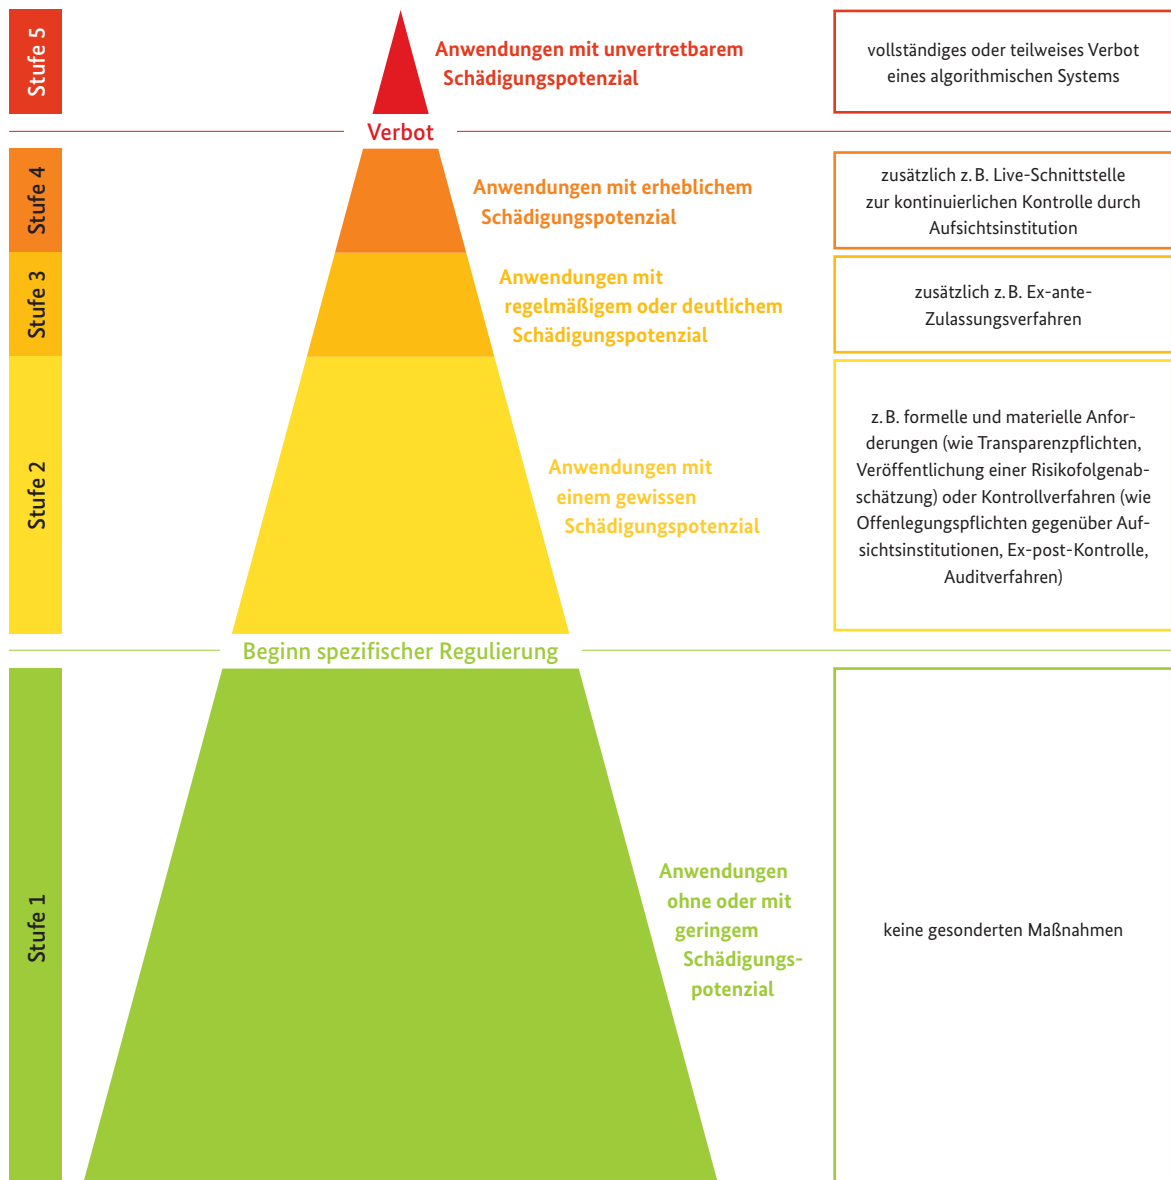 Stufe 5
Anwendungen mit unvertretbarem
Schädigungspotenzial
vollständiges oder teilweises Verbot
eines algorithmischen Systems
Verbot
Stufe 4
Anwendungen mit erheblichem
Schädigungspotenzial
zusätzlich z. B. Live-Schnittstelle
zur kontinuierlichen Kontrolle durch
Aufsichtsinstitution
Stufe 3
Anwendungen mit
regelmäßigem oder deutlichem
Schädigungspotenzial
zusätzlich z. B. Ex-ante-
Zulassungsverfahren
Stufe 2
Anwendungen mit
einem gewissen
Schädigungspotenzial
z. B. formelle und materielle Anfor-
derungen (wie Transparenzpflichten,
Veröffentlichung einer Risikofolgenab-
schätzung) oder Kontrollverfahren (wie
Offenlegungspflichten gegenüber Auf-
sichtsinstitutionen, Ex-post-Kontrolle,
Auditverfahren)
Beginn spezifischer Regulierung
Stufe 1
Anwendungen
ohne oder mit
geringem
Schädigungs-
potenzial
keine gesonderten Maßnahmen